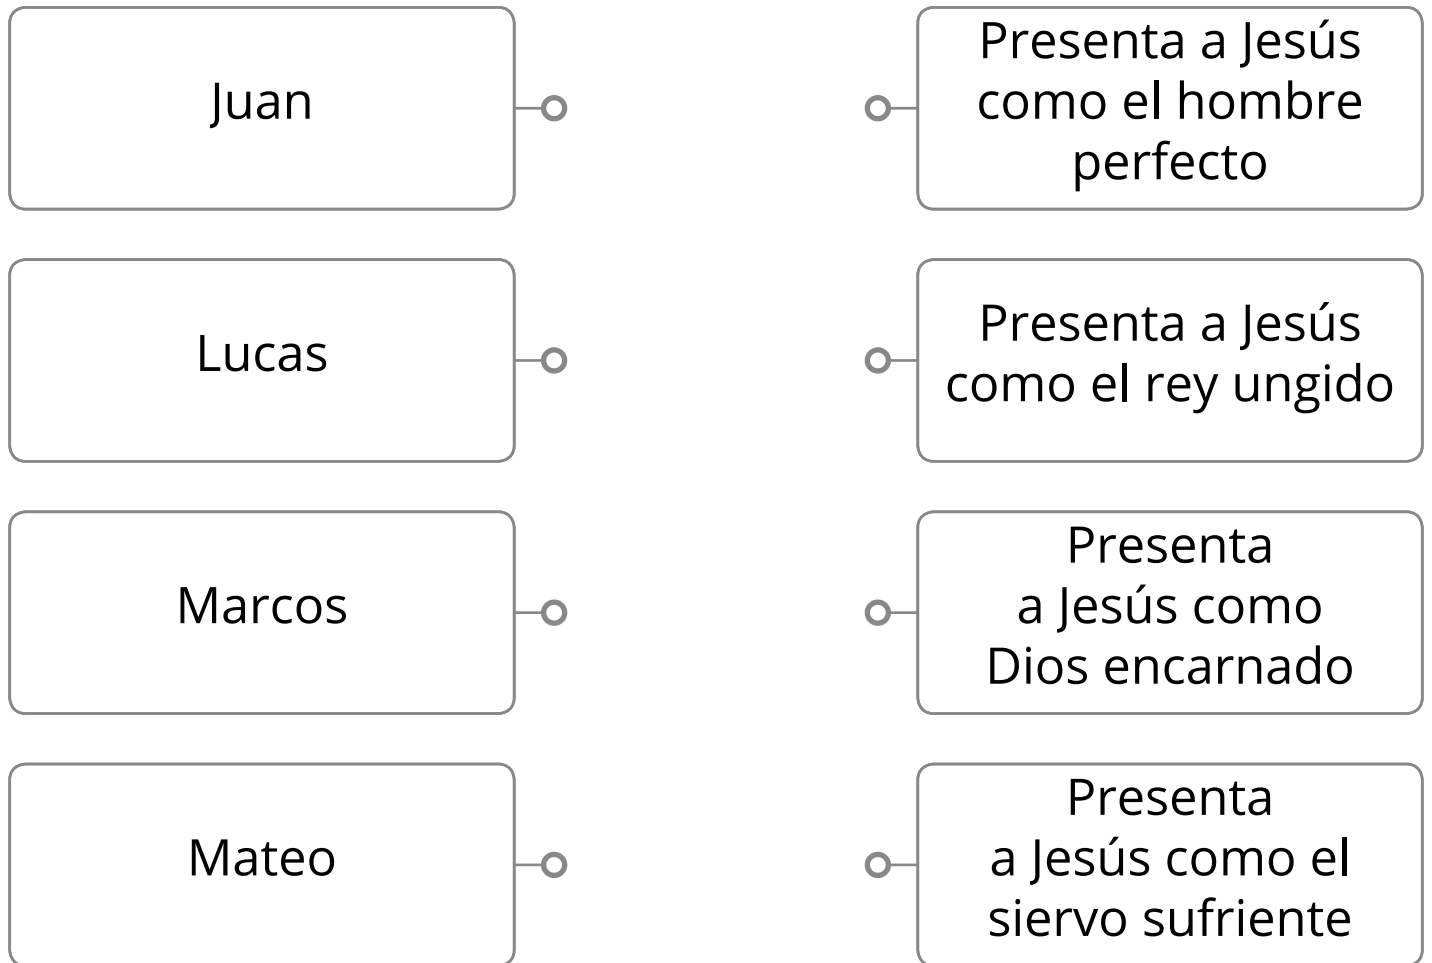 Juan
Presenta a Jesús
como el hombre
perfecto
Lucas
Presenta a Jesús
como el rey ungido
Marcos
Presenta
a Jesús como
Dios encarnado
Mateo
Presenta
a Jesús como el
siervo sufriente